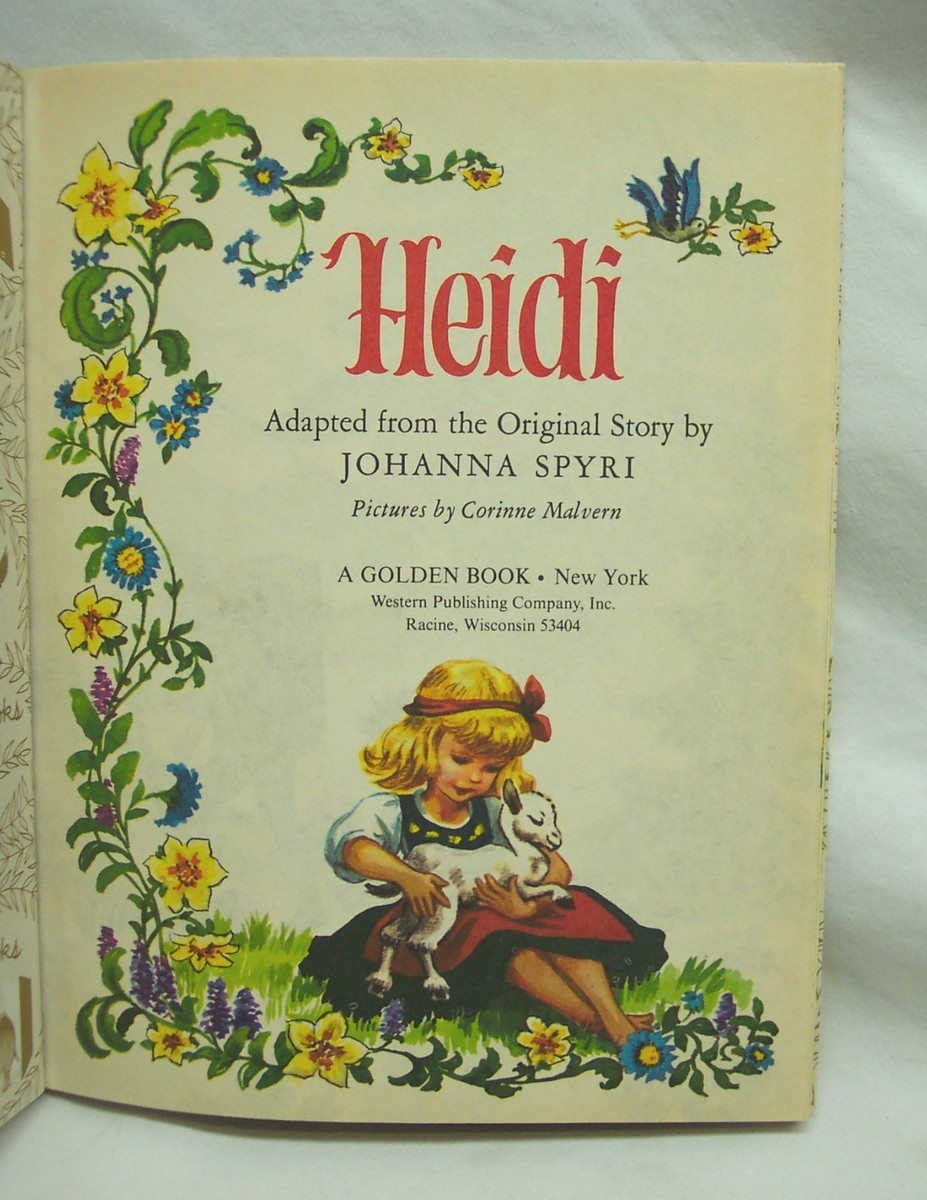 Heidi
Adapted from the Original Story by
JOHANNA SPYRI
Pictures by Corinne Malvern
A GOLDEN BOOK • New York
Western Publishing Company, Inc.
Racine, Wisconsin 53404